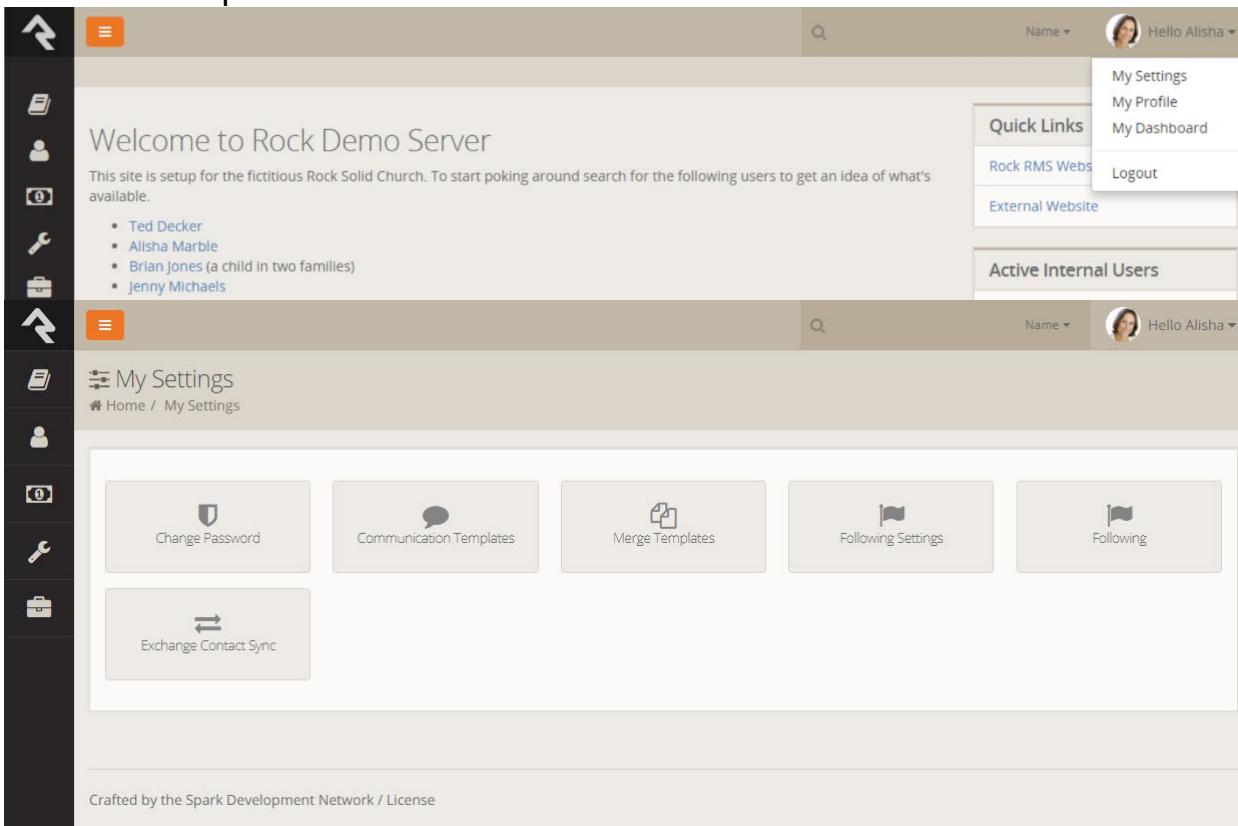 Name
Hello Alisha
My Settings
My Profile
My Dashboard
Logout
Welcome to Rock Demo Server
This site is setup for the fictitious Rock Solid Church. To start poking around search for the following users to get an idea of what's
available.
Ted Decker
Alisha Marble
Brian Jones (a child in two families)
Jenny Michaels
Quick Links
Rock RMS Webs
External Website
Active Internal Users
Name
Hello Alisha
My Settings
Home / My Settings
Change Password
Communication Templates
Merge Templates
Following Settings
Following
Exchange Contact Sync
Crafted by the Spark Development Network / License